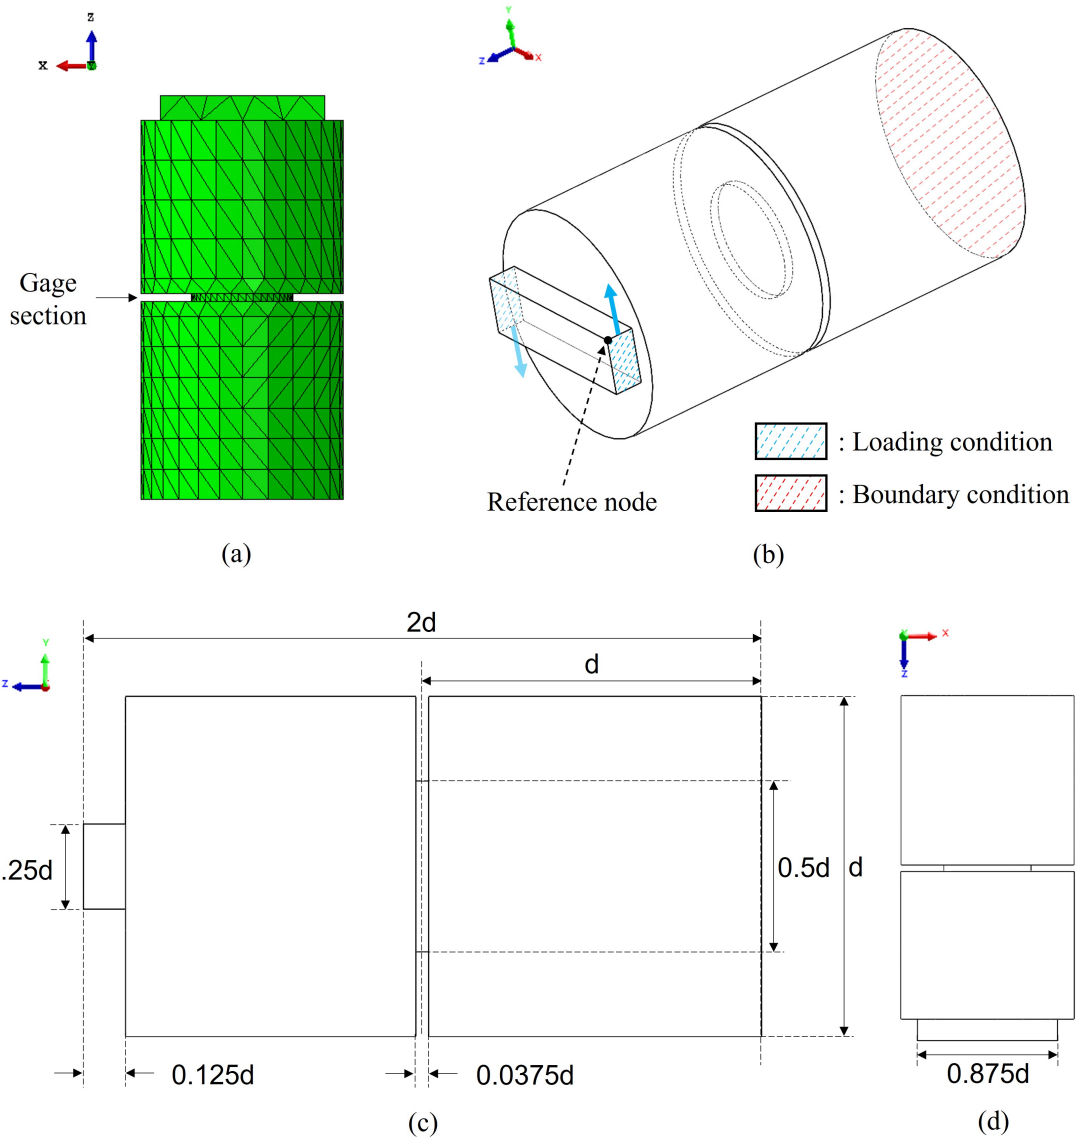 z
x
Y
Gage
section
Y
z
x
Reference node
: Loading condition
: Boundary condition
(a)
(b)
2d
d
Y
z
x
.25d
0.5d
d
0.125d
0.0375d
(c)
Y
x
z
0.875d
(d)